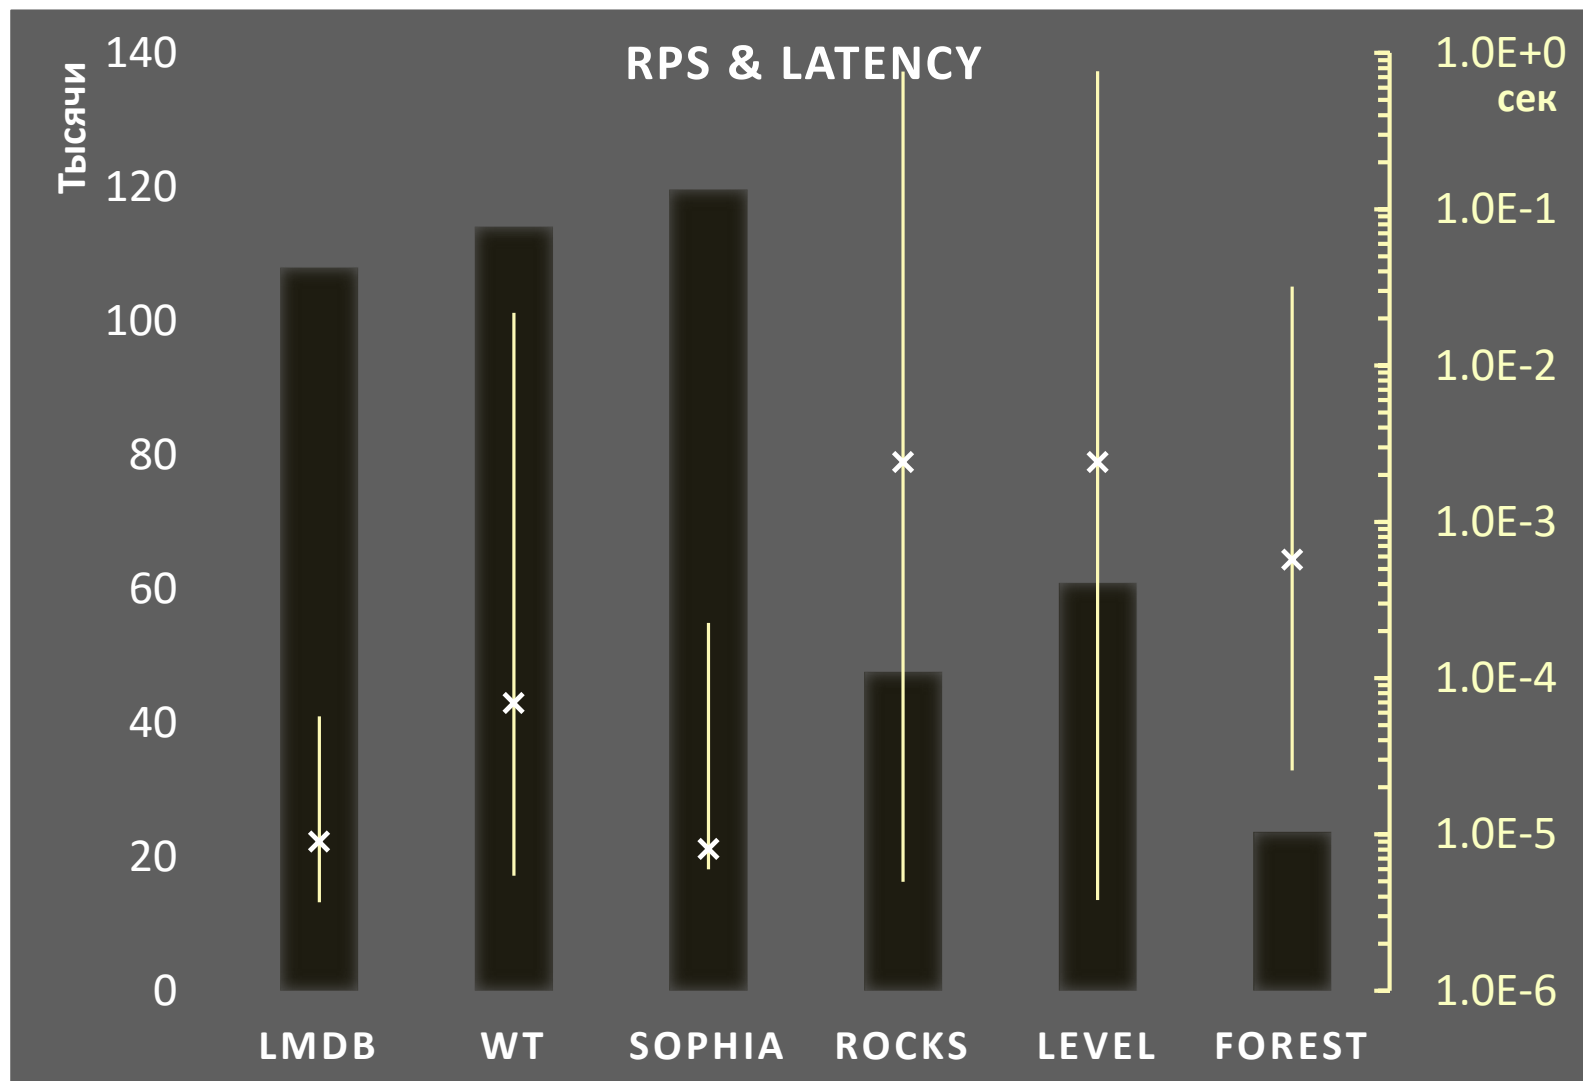 RPS & LATENCY
Тысячи
140
120
100
80
60
40
20
0
1.0E+0
сек
1.0E-1
1.0E-2
1.0E-3
1.0E-4
1.0E-5
1.0E-6
LMDB WT SOPHIA ROCKS LEVEL FOREST